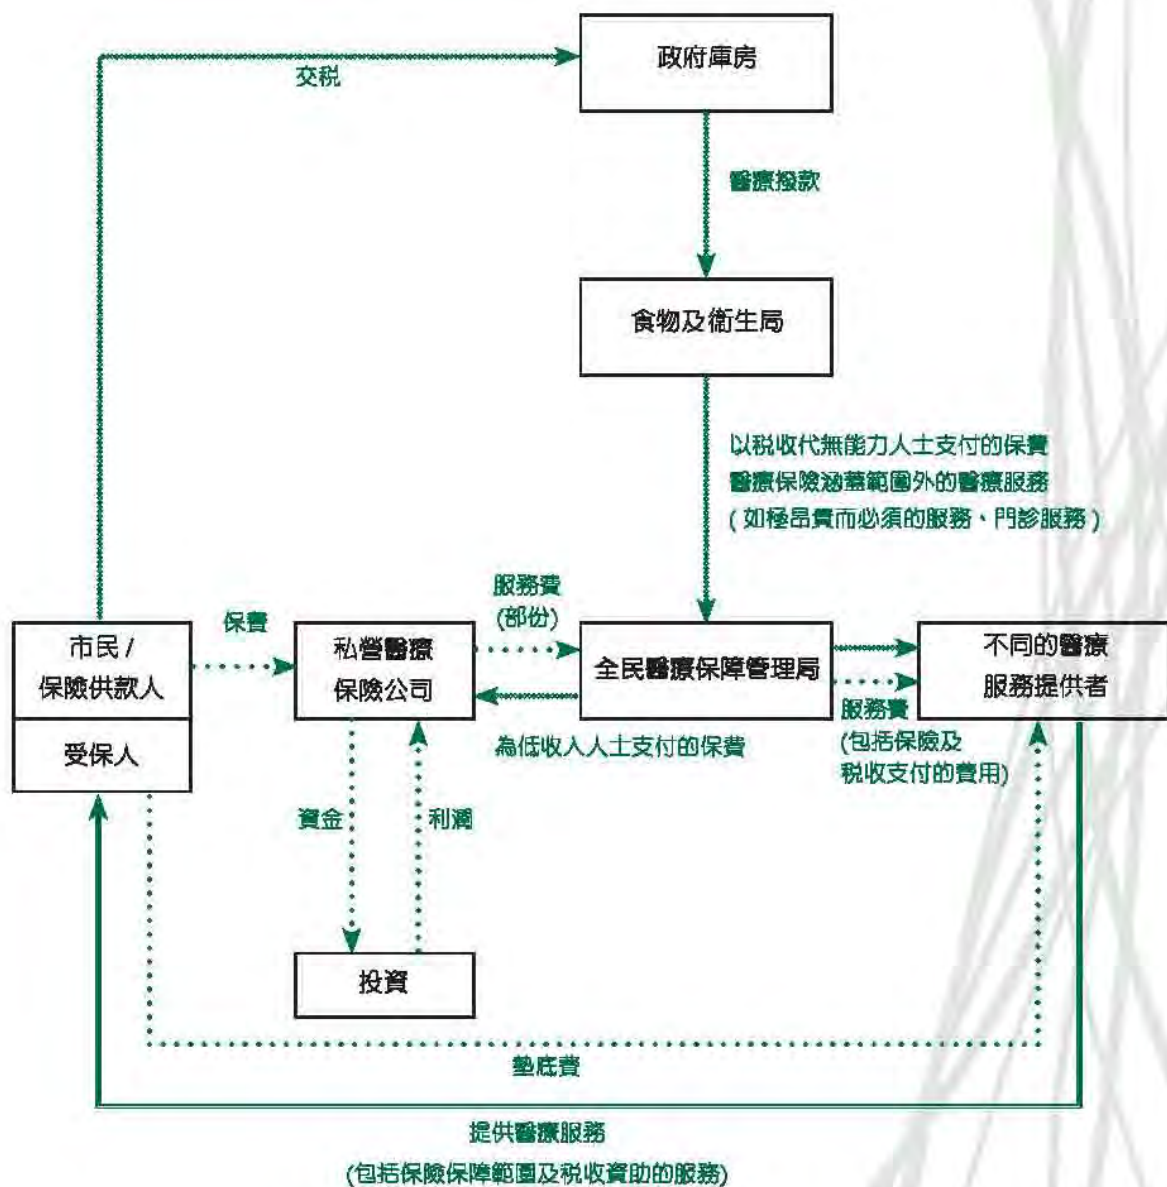 政府庫房
交税
醫療撥款
食物及衞生局
以税收代無能力人士支付的保費
醫療保險涵蓋範圍外的醫療服務
(如極昂貴而必須的服務、門診服務)
市民/
保險供款人
受保人
保費
私營醫療
保險公司
服務費
(部份)
全民醫療保障管理局
為低收入人士支付的保費
不同的醫療
服務提供者
服務費
(包括保險及
税收支付的費用)
資金
利潤
投資
墊底費
提供醫療服務
(包括保險保障範圍及税收資助的服務)